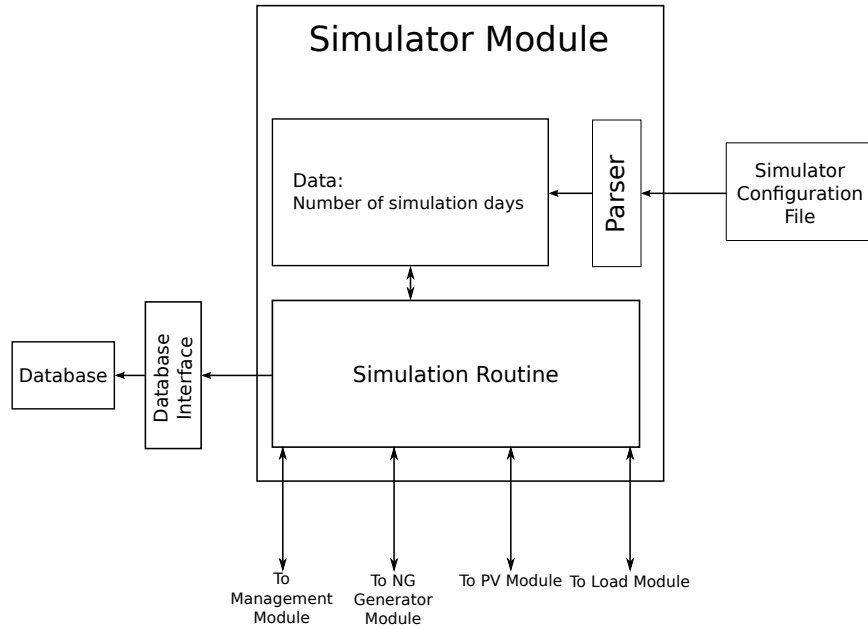 Simulator Module
Data:
Number of simulation days
Parser
Simulator
Configuration
File
Simulation Routine
Database
Interface
Database
To
Management
Module
To NG
Generator
Module
To PV Module
To Load Module